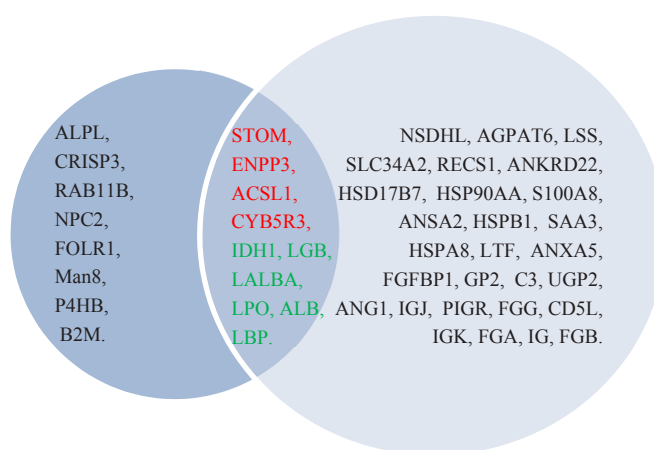 ALPL,
CRISP3,
RAB11B,
NPC2,
FOLR1,
Man8,
P4HB,
B2M.
STOM,
ENPP3,
ACSL1,
CYB5R3,
IDH1, LGB,
LALBA,
LPO, ALB,
LBP.
NSDHL, AGPAT6, LSS,
SLC34A2, RECS1, ANKRD22,
HSD17B7, HSP90AA, S100A8,
ANSA2, HSPB1, SAA3,
HSPA8, LTF, ANXA5,
FGFBP1, GP2, C3, UGP2,
ANG1, IGJ, PIGR, FGG, CD5L,
IGK, FGA, IG, FGB.